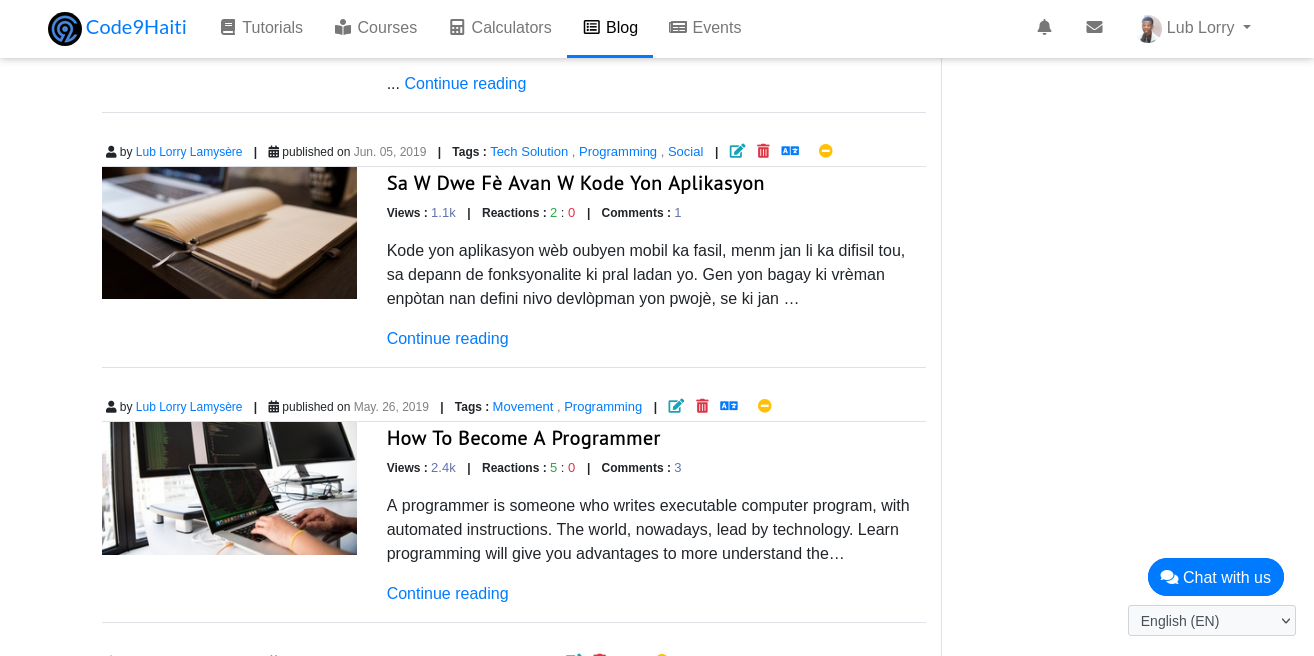 Code9Haiti Tutorials Courses Calculators Blog Events Lub Lorry
... Continue reading
by Lub Lorry Lamysère | published on Jun. 05, 2019 | Tags : Tech Solution , Programming , Social |
Sa W Dwe Fè Avan W Kode Yon Aplikasyon
Views : 1.1k | Reactions : 2 : 0 | Comments : 1
Kode yon aplikasyon wèb oubyen mobil ka fasil, menm jan li ka difisil tou,
sa depann de fonksyonalite ki pral ladan yo. Gen yon bagay ki vrèman
enpòtan nan defini nivo devlòpman yon pwojè, se ki jan …
Continue reading
by Lub Lorry Lamysère | published on May. 26, 2019 | Tags : Movement , Programming |
How To Become A Programmer
Views : 2.4k | Reactions : 5 : 0 | Comments : 3
A programmer is someone who writes executable computer program, with
automated instructions. The world, nowadays, lead by technology. Learn
programming will give you advantages to more understand the…
Continue reading
Chat with us
English (EN)